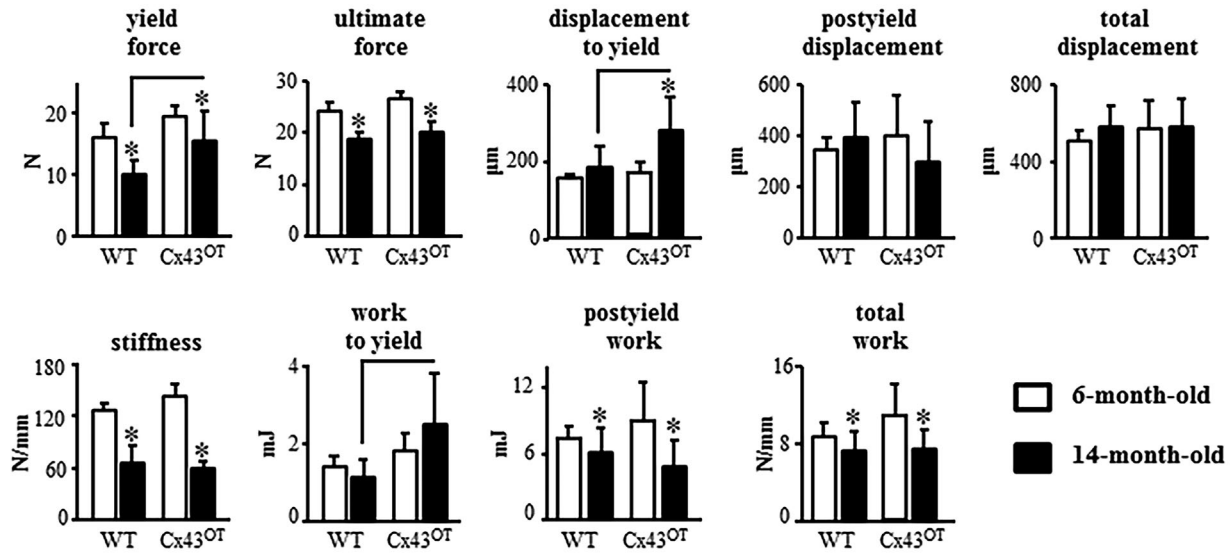 yield
force
N
20
10
0
*
*
WT Cx43OT
ultimate
force
N
30
20
10
0
*
*
WT Cx43OT
displacement
to yield
µm
400
200
0
*
WT Cx43OT
postyield
displacement
µm
600
400
200
0
WT Cx43OT
total
displacement
µm
800
400
0
WT Cx43OT
stiffness
N/mm
180
120
60
0
*
*
WT Cx43OT
work
to yield
mJ
4
2
0
WT Cx43OT
postyield
work
mJ
12
6
0
*
*
WT Cx43OT
total
work
N/mm
16
8
0
*
*
WT Cx43OT
6-month-old
14-month-old